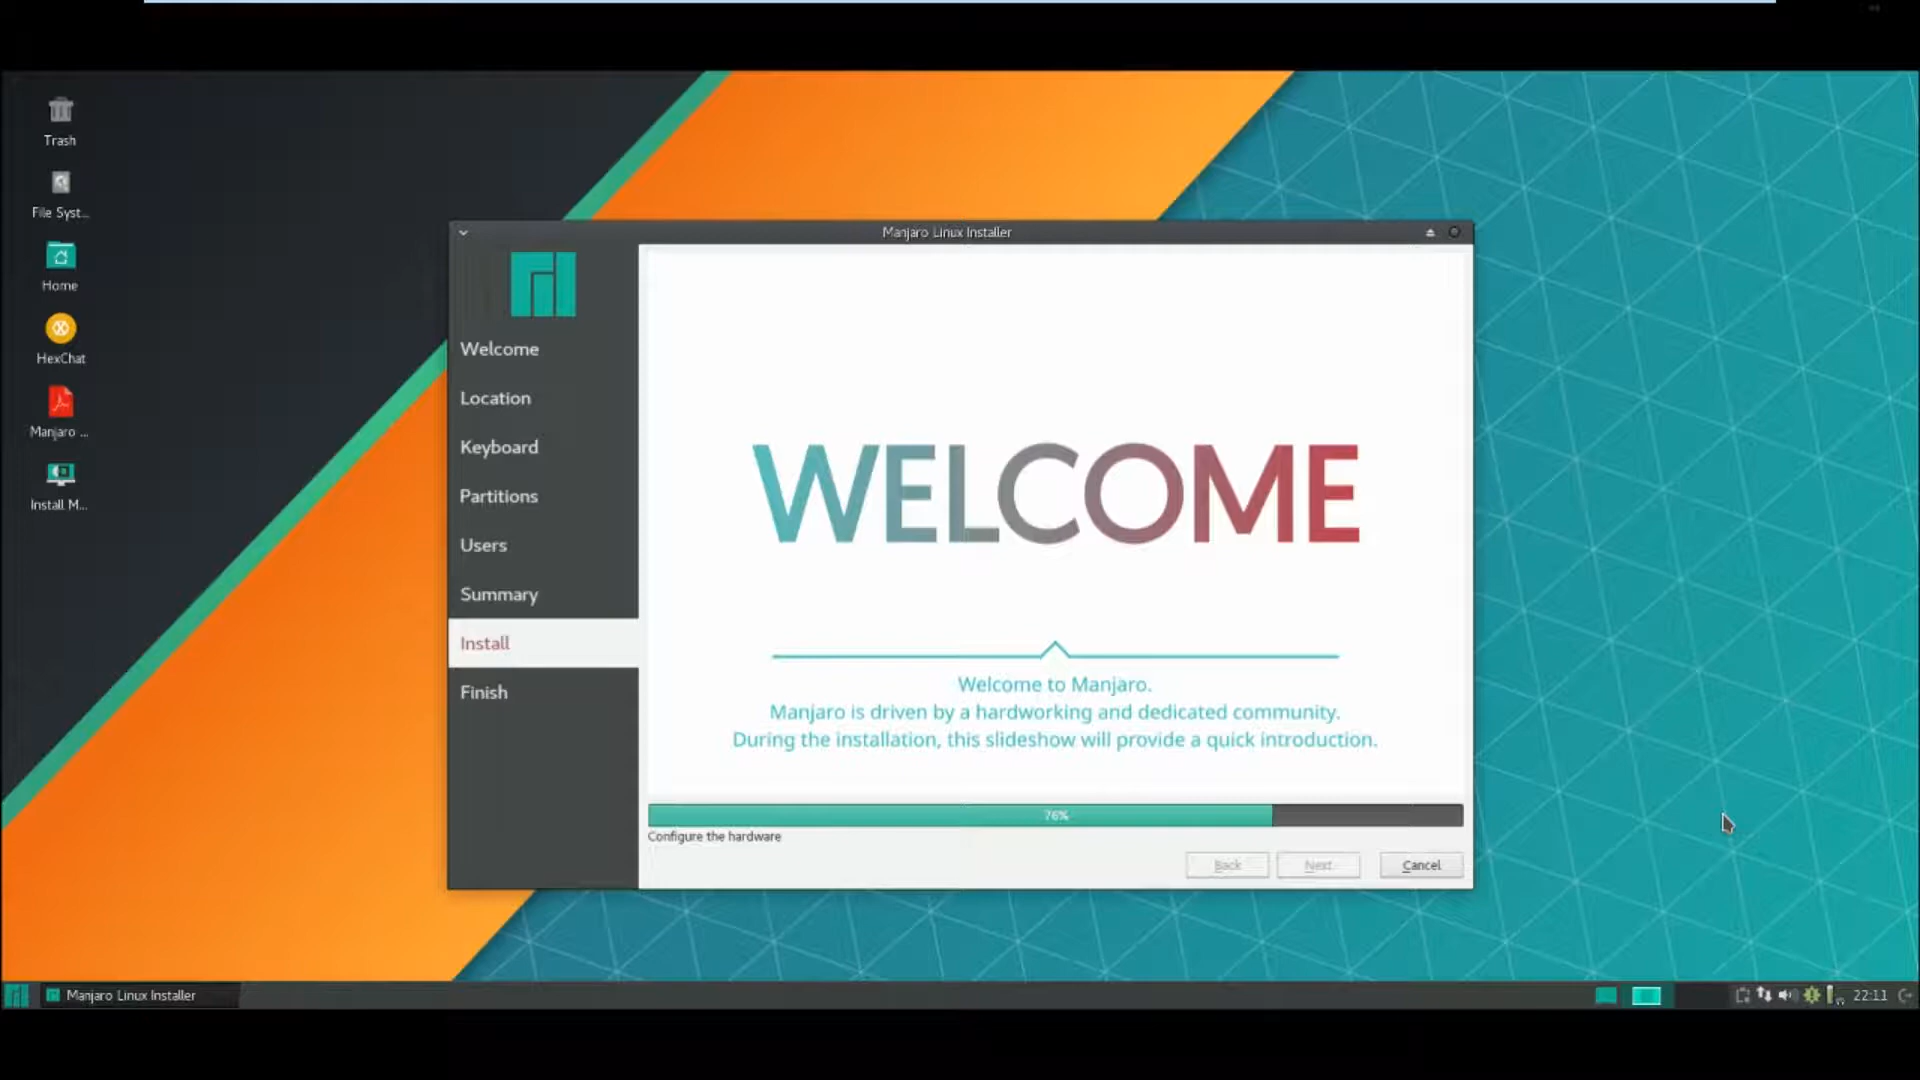 Trash
File Syst...
Home
HexChat
Manjaro ...
Install M...
Manjaro Linux Installer
Welcome
Location
Keyboard
Partitions
Users
Summary
Install
Finish
WELCOME
Welcome to Manjaro.
Manjaro is driven by a hardworking and dedicated community.
During the installation, this slideshow will provide a quick introduction.
76%
Configure the hardware
Back
Next
Cancel
Manjaro Linux Installer
22:11